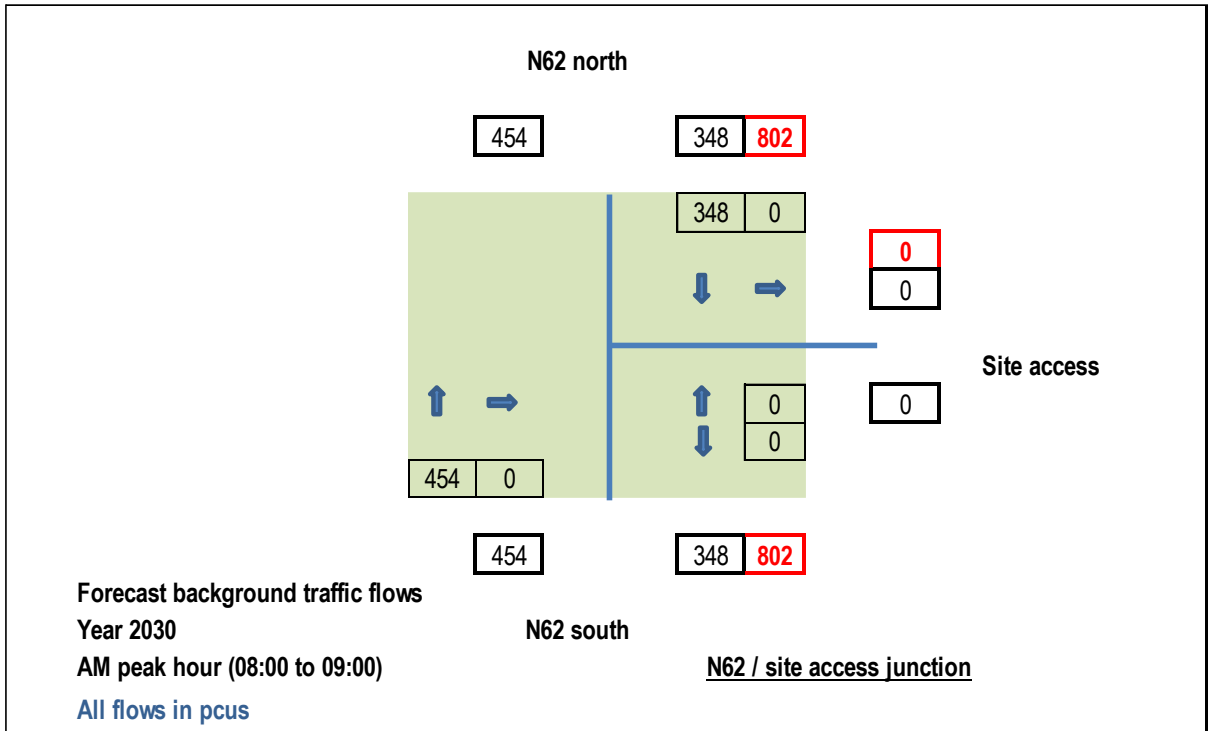 N62 north
454 348 802
348 0
0
0
Site access
0 0
0
454 0
454 348 802
Forecast background traffic flows
Year 2030 N62 south
AM peak hour (08:00 to 09:00) N62 / site access junction
All flows in pcus